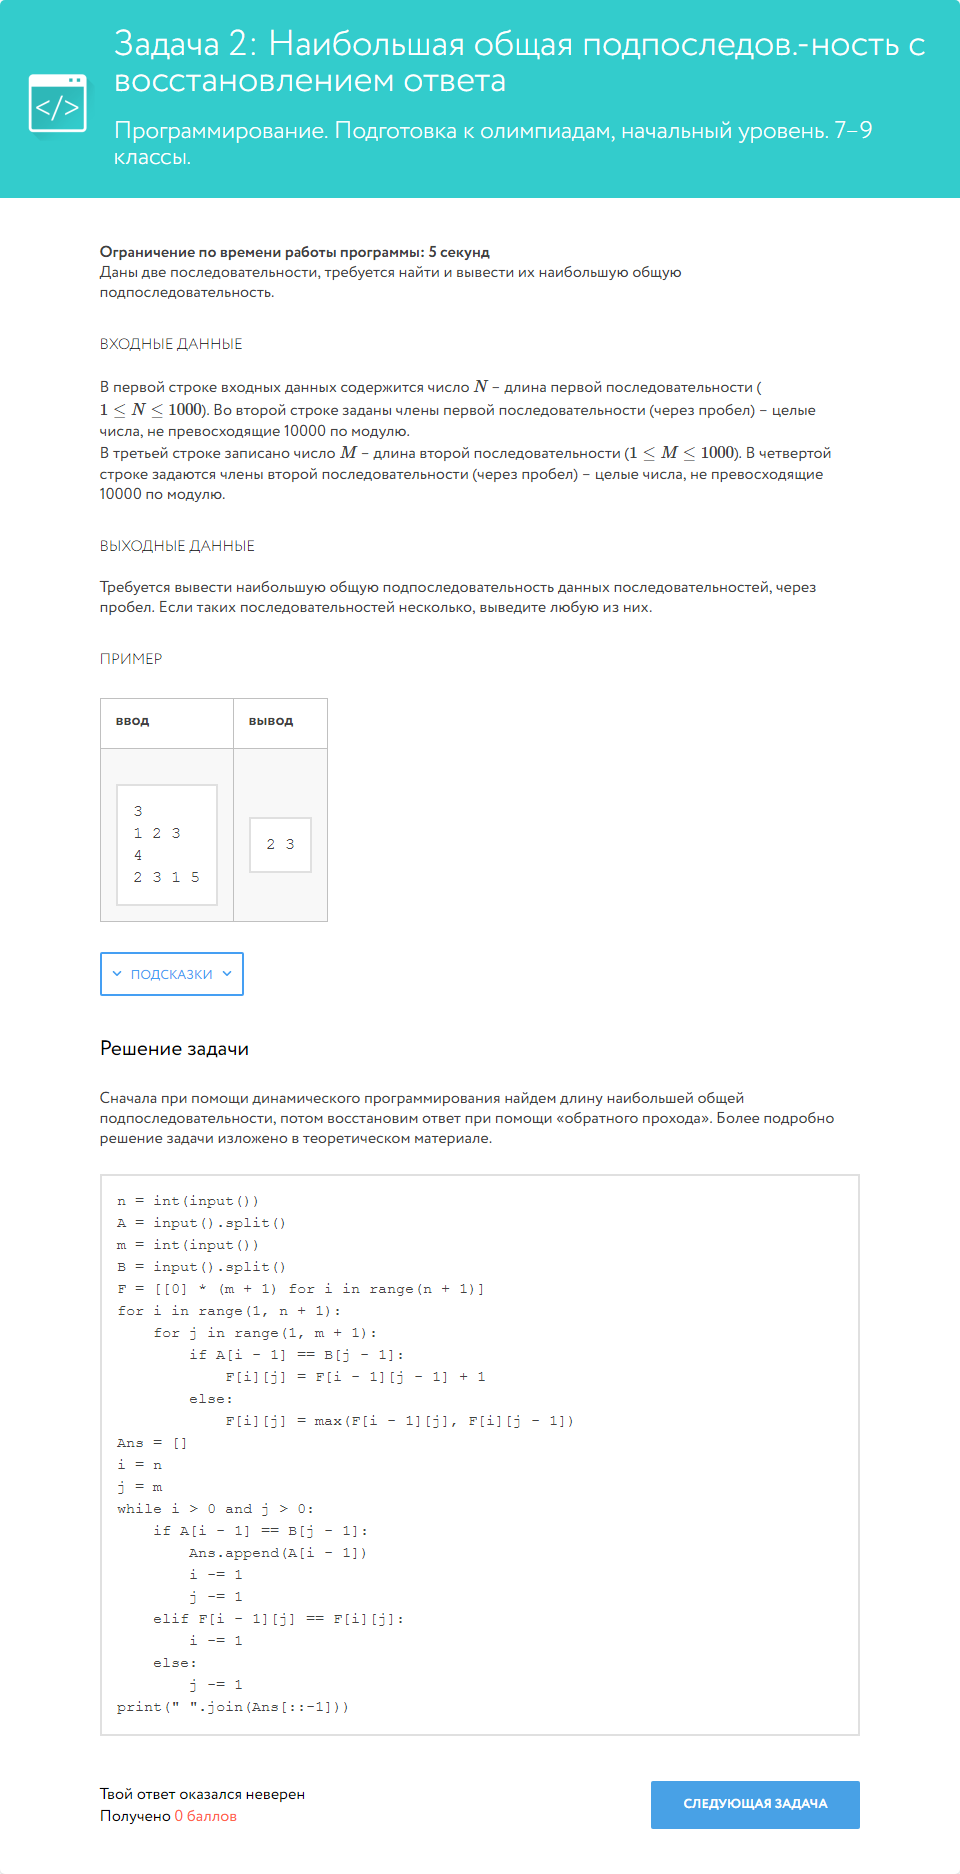 Задача 2: Наибольшая общая подпоследов.-ность с
восстановлением ответа
</>
Программирование. Подготовка к олимпиадам, начальный уровень. 7–9
классы.
Ограничение по времени работы программы: 5 секунд
Даны две последовательности, требуется найти и вывести их наибольшую общую
подпоследовательность.
ВХОДНЫЕ ДАННЫЕ
В первой строке входных данных содержится число N – длина первой последовательности (
1 ≤ N ≤ 1000). Во второй строке заданы члены первой последовательности (через пробел) – целые
числа, не превосходящие 10000 по модулю.
В третьей строке записано число M – длина второй последовательности (1 ≤ M ≤ 1000). В четвертой
строке задаются члены второй последовательности (через пробел) – целые числа, не превосходящие
10000 по модулю.
ВЫХОДНЫЕ ДАННЫЕ
Требуется вывести наибольшую общую подпоследовательность данных последовательностей, через
пробел. Если таких последовательностей несколько, выведите любую из них.
ПРИМЕР
ввод вывод
3
1 2 3
4
2 3 1 5
2 3
ПОДСКАЗКИ
Решение задачи
Сначала при помощи динамического программирования найдем длину наибольшей общей
подпоследовательности, потом восстановим ответ при помощи «обратного прохода». Более подробно
решение задачи изложено в теоретическом материале.
n = int(input())
A = input().split()
m = int(input())
B = input().split()
F = [[0] * (m + 1) for i in range(n + 1)]
for i in range(1, n + 1):
    for j in range(1, m + 1):
        if A[i - 1] == B[j - 1]:
            F[i][j] = F[i - 1][j - 1] + 1
        else:
            F[i][j] = max(F[i - 1][j], F[i][j - 1])
Ans = []
i = n
j = m
while i > 0 and j > 0:
    if A[i - 1] == B[j - 1]:
        Ans.append(A[i - 1])
        i -= 1
        j -= 1
    elif F[i - 1][j] == F[i][j]:
        i -= 1
    else:
        j -= 1
print(" ".join(Ans[::-1]))
Твой ответ оказался неверен
Получено 0 баллов
СЛЕДУЮЩАЯ ЗАДАЧА